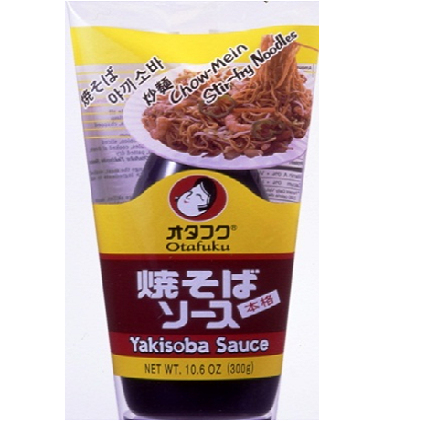 焼そば
야끼소바
炒麵
Chow-Mein
Stir-fry Noodles
オタフク®
Otafuku
焼そば
ソース
本格
Yakisoba Sauce
NET WT. 10.6 OZ (300g)